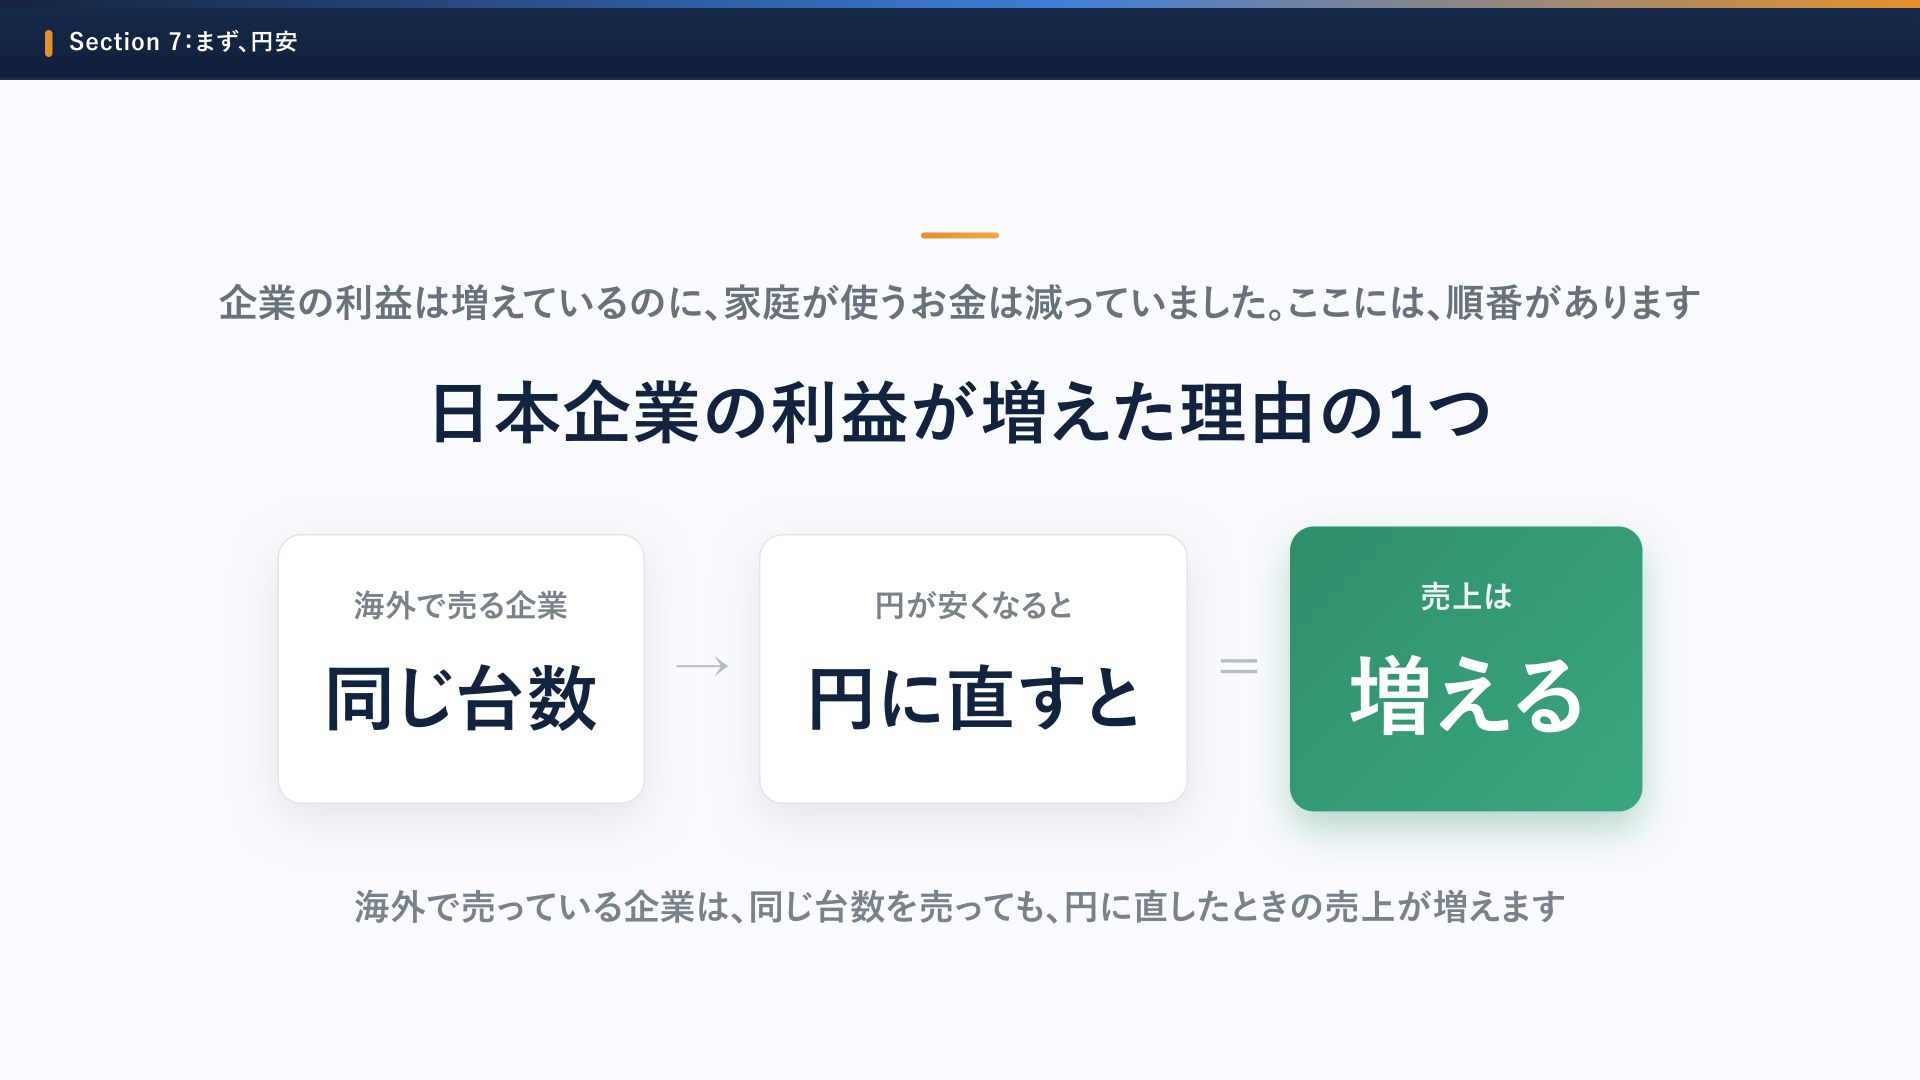 Section 7:まず、円安
企業の利益は増えているのに、家庭が使うお金は減っていました。ここには、順番があります
日本企業の利益が増えた理由の1つ
海外で売る企業
同じ台数
→
円が安くなると
円に直すと
=
売上は
増える
海外で売っている企業は、同じ台数を売っても、円に直したときの売上が増えます